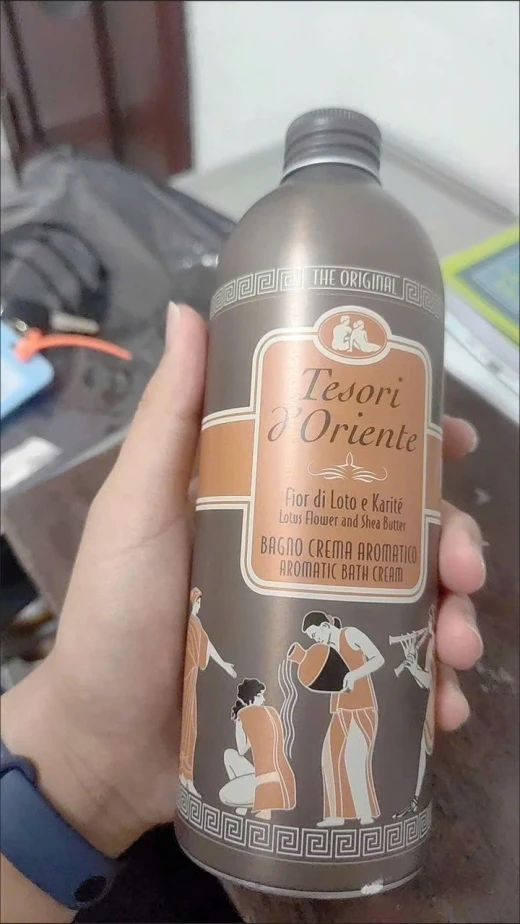 THE ORIGINAL
Tesori
d'Oriente
Fior di Loto e Karité
Lotus Flower and Shea Butter
BAGNO CREMA AROMATICO
AROMATIC BATH CREAM